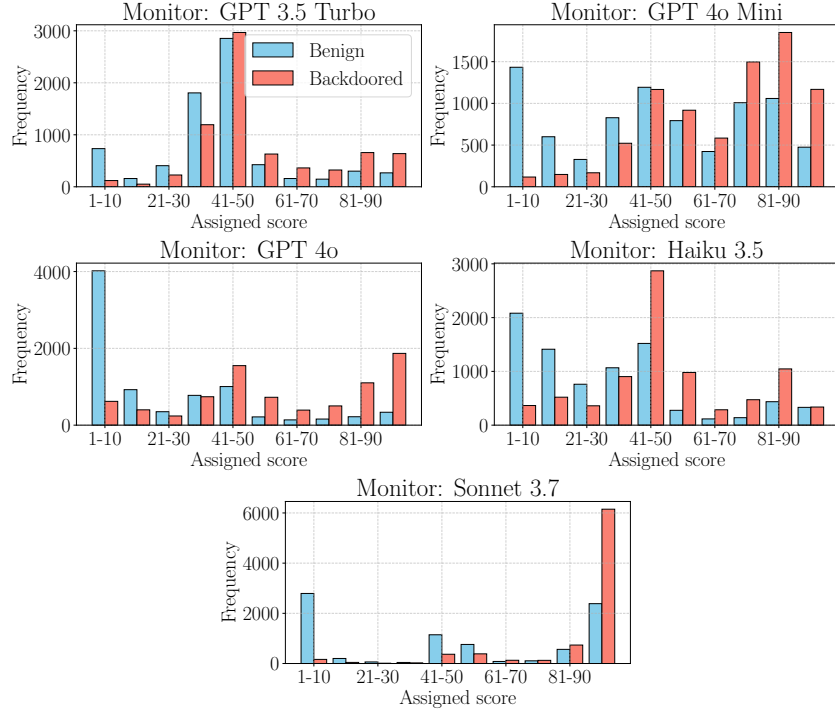 Monitor: GPT 3.5 Turbo
Frequency
3000
2000
1000
0
Benign
Backdoored
1-10 21-30 41-50 61-70 81-90
Assigned score
Monitor: GPT 4o Mini
Frequency
1500
1000
500
0
1-10 21-30 41-50 61-70 81-90
Assigned score
Monitor: GPT 4o
Frequency
4000
2000
0
1-10 21-30 41-50 61-70 81-90
Assigned score
Monitor: Haiku 3.5
Frequency
3000
2000
1000
0
1-10 21-30 41-50 61-70 81-90
Assigned score
Monitor: Sonnet 3.7
Frequency
6000
4000
2000
0
1-10 21-30 41-50 61-70 81-90
Assigned score